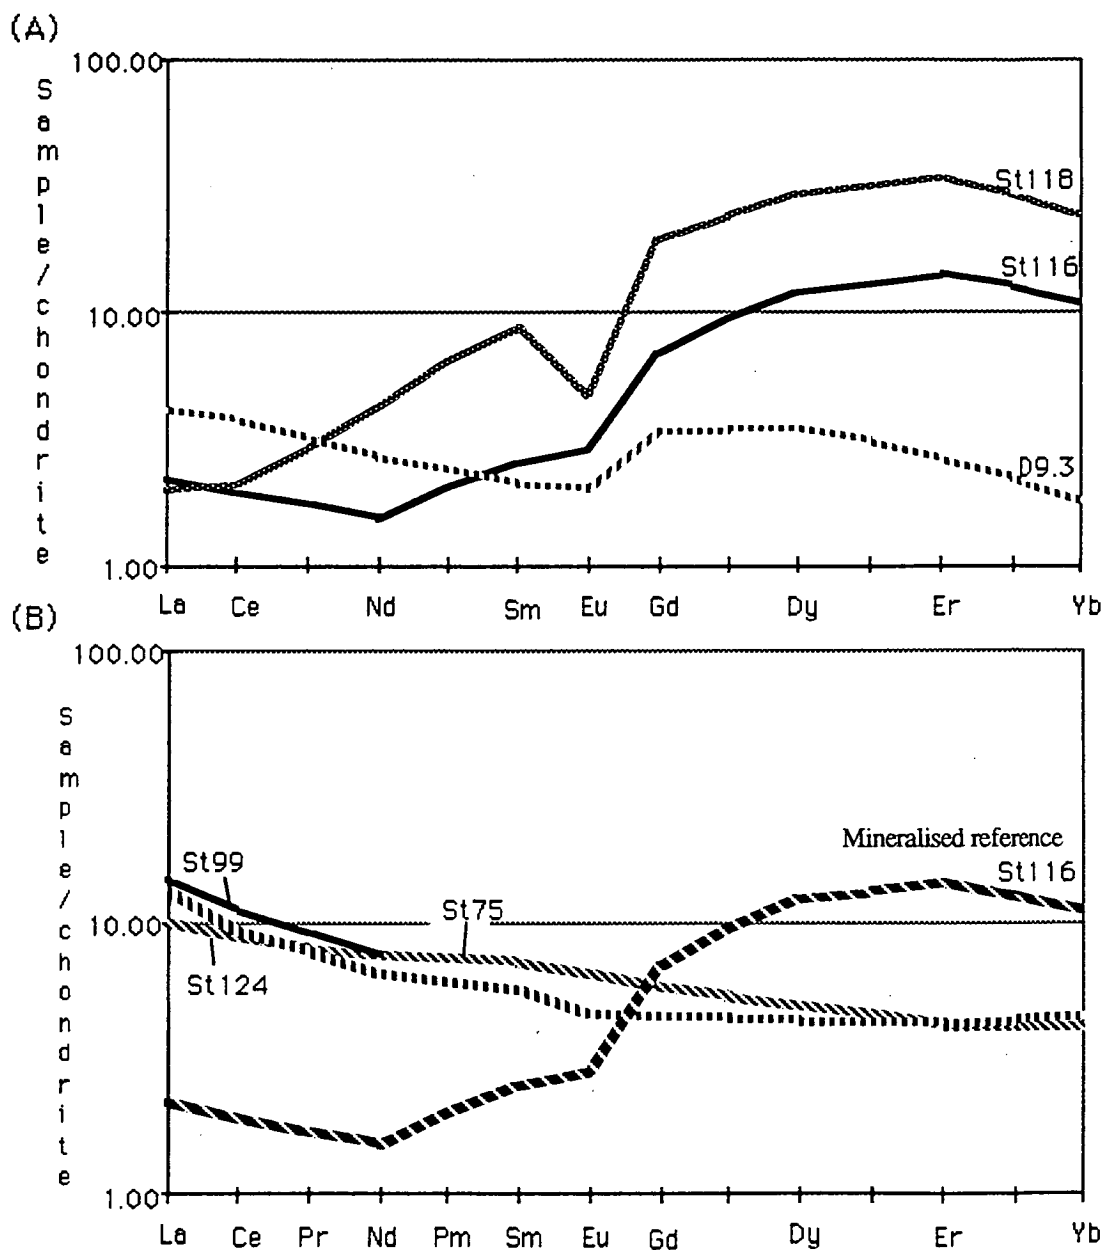 (A)
100.00
Sample/chondrite
St118
St116
10.00
D9.3
1.00
La Ce Nd Sm Eu Gd Dy Er Yb
(B)
100.00
Sample/chondrite
Mineralised reference
St99
St116
St75
10.00
St124
1.00
La Ce Pr Nd Pm Sm Eu Gd Dy Er Yb